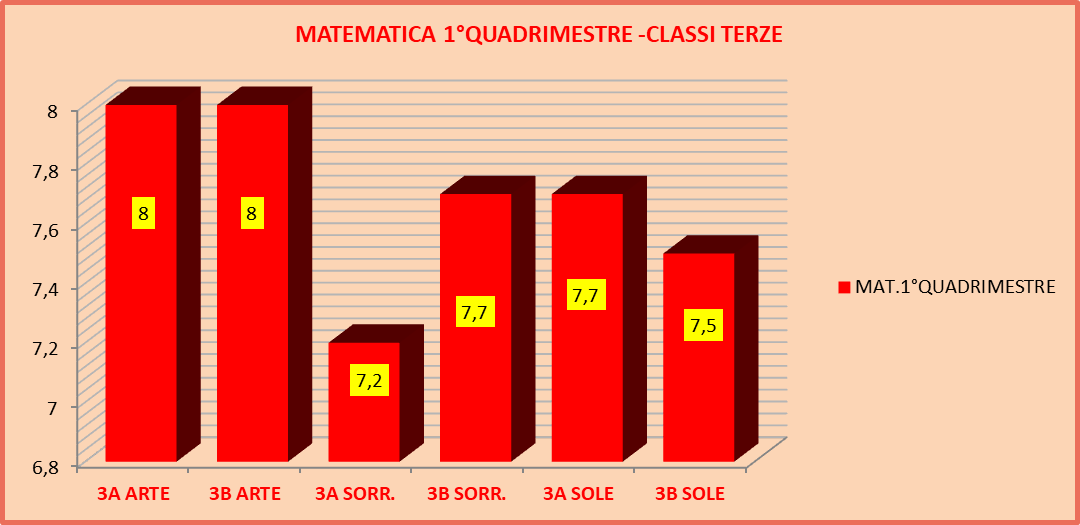 MATEMATICA 1°QUADRIMESTRE -CLASSI TERZE
8
7,8
7,6
7,4
7,2
7
6,8
8
8
7,2
7,7
7,7
7,5
3A ARTE
3B ARTE
3A SORR.
3B SORR.
3A SOLE
3B SOLE
MAT.1°QUADRIMESTRE